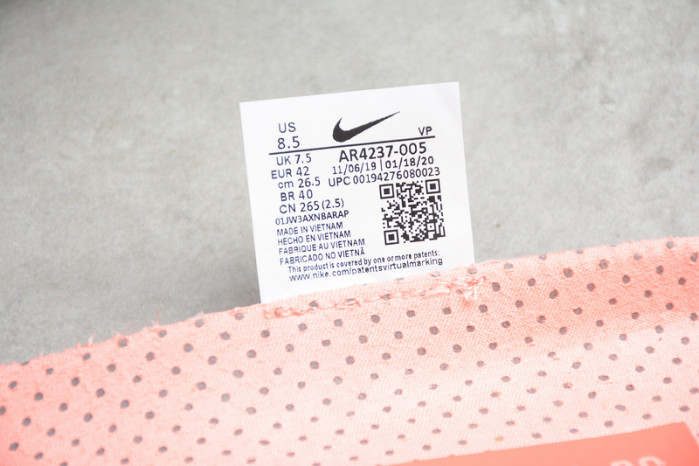 US
8.5
VP
UK 7.5
AR4237-005
EUR 42
11/06/19 | 01/18/20
cm 26.5
UPC 00194276080023
BR 40
CN 265 (2.5)
01JW3AXNBARAP
MADE IN VIETNAM
HECHO EN VIETNAM
FABRIQUE AU VIETNAM
FABRICADO NO VIETNÃ
This product is covered by one or more patents:
www.nike.com/patentsvirtualmarking